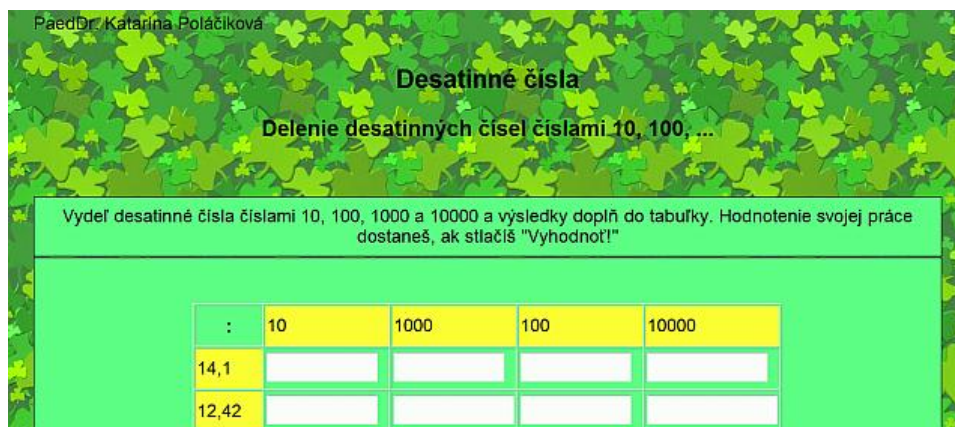 PaedDr. Katarína Poláčiková
Desatinné čísla
Delenie desatinných čísel číslami 10, 100, ...
Vydeľ desatinné čísla číslami 10, 100, 1000 a 10000 a výsledky doplň do tabuľky. Hodnotenie svojej práce
dostaneš, ak stlačíš "Vyhodnoť!"
: 10 1000 100 10000
14,1
12,42